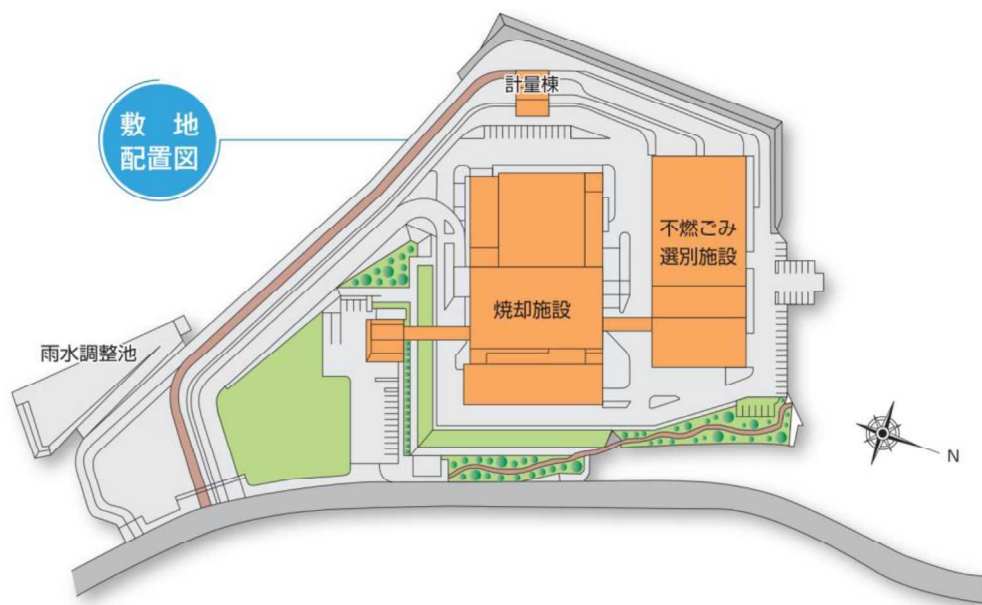 敷 地
配置図
計量棟
不燃ごみ
選別施設
焼却施設
雨水調整池
N